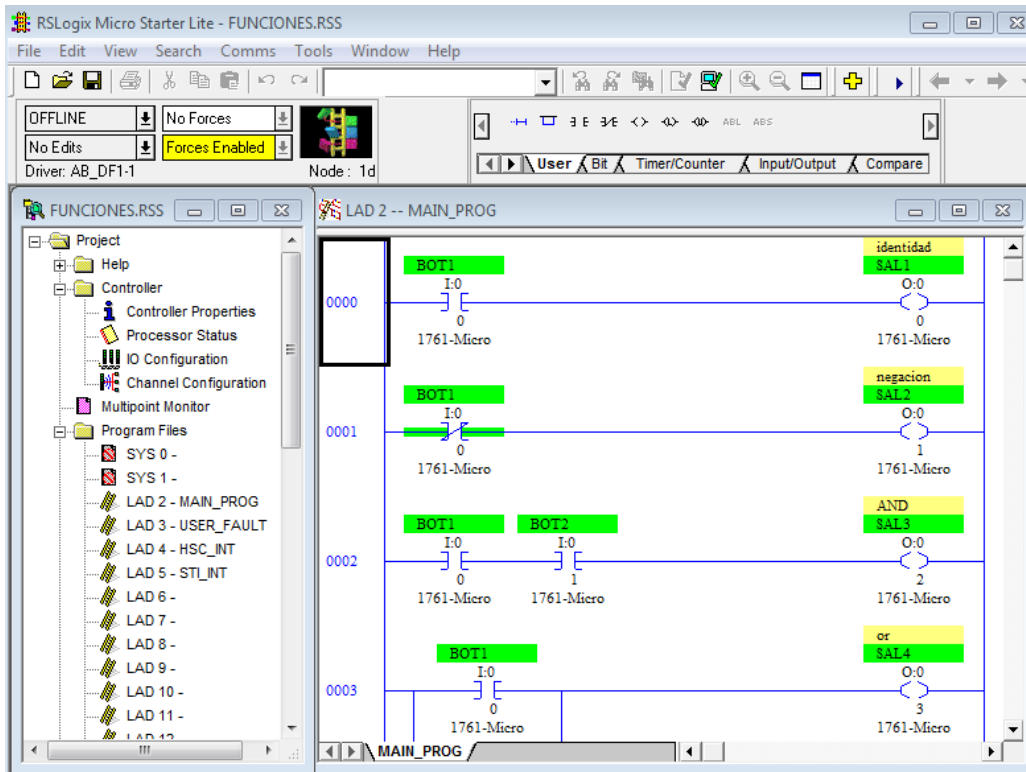 RSLogix Micro Starter Lite - FUNCIONES.RSS
File Edit View Search Comms Tools Window Help
OFFLINE No Forces
No Edits Forces Enabled
Driver: AB_DF1-1 Node : 1d
ABL ABS
User Bit Timer/Counter Input/Output Compare
FUNCIONES.RSS
Project
Help
Controller
Controller Properties
Processor Status
IO Configuration
Channel Configuration
Multipoint Monitor
Program Files
SYS 0 -
SYS 1 -
LAD 2 - MAIN_PROG
LAD 3 - USER_FAULT
LAD 4 - HSC_INT
LAD 5 - STI_INT
LAD 6 -
LAD 7 -
LAD 8 -
LAD 9 -
LAD 10 -
LAD 11 -
LAD 12
LAD 2 -- MAIN_PROG
identidad
BOT1 SAL1
I:0 O:0
0000
0 0
1761-Micro 1761-Micro
negacion
BOT1 SAL2
I:0 O:0
0001
0 1
1761-Micro 1761-Micro
AND
BOT1 BOT2 SAL3
I:0 I:0 O:0
0002
0 1 2
1761-Micro 1761-Micro 1761-Micro
or
BOT1 SAL4
I:0 O:0
0003
0 3
1761-Micro 1761-Micro
MAIN_PROG